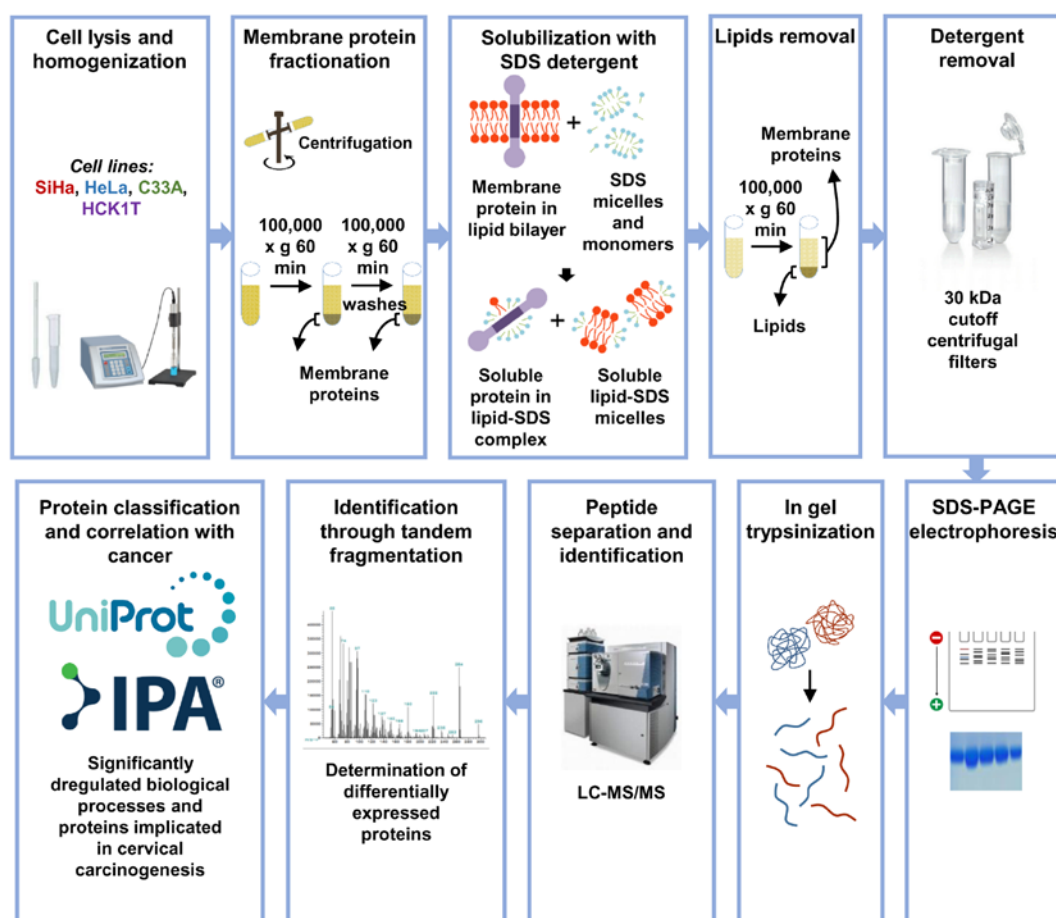 Cell lysis and
homogenization
Cell lines:
SiHa, HeLa, C33A,
HCK1T
Membrane protein
fractionation
Centrifugation
100,000
x g 60
min
100,000
x g 60
min
washes
Membrane
proteins
Solubilization with
SDS detergent
+
Membrane
protein in
lipid bilayer
SDS
micelles
and
monomers
+
Soluble
protein in
lipid-SDS
complex
Soluble
lipid-SDS
micelles
Lipids removal
Membrane
proteins
100,000
x g 60
min
Lipids
Detergent
removal
30 kDa
cutoff
centrifugal
filters
SDS-PAGE
electrophoresis
In gel
trypsinization
Peptide
separation and
identification
LC-MS/MS
Identification
through tandem
fragmentation
Determination of
differentially
expressed
proteins
Protein classification
and correlation with
cancer
UniProt
IPA®
Significantly
dregulated biological
processes and
proteins implicated
in cervical
carcinogenesis